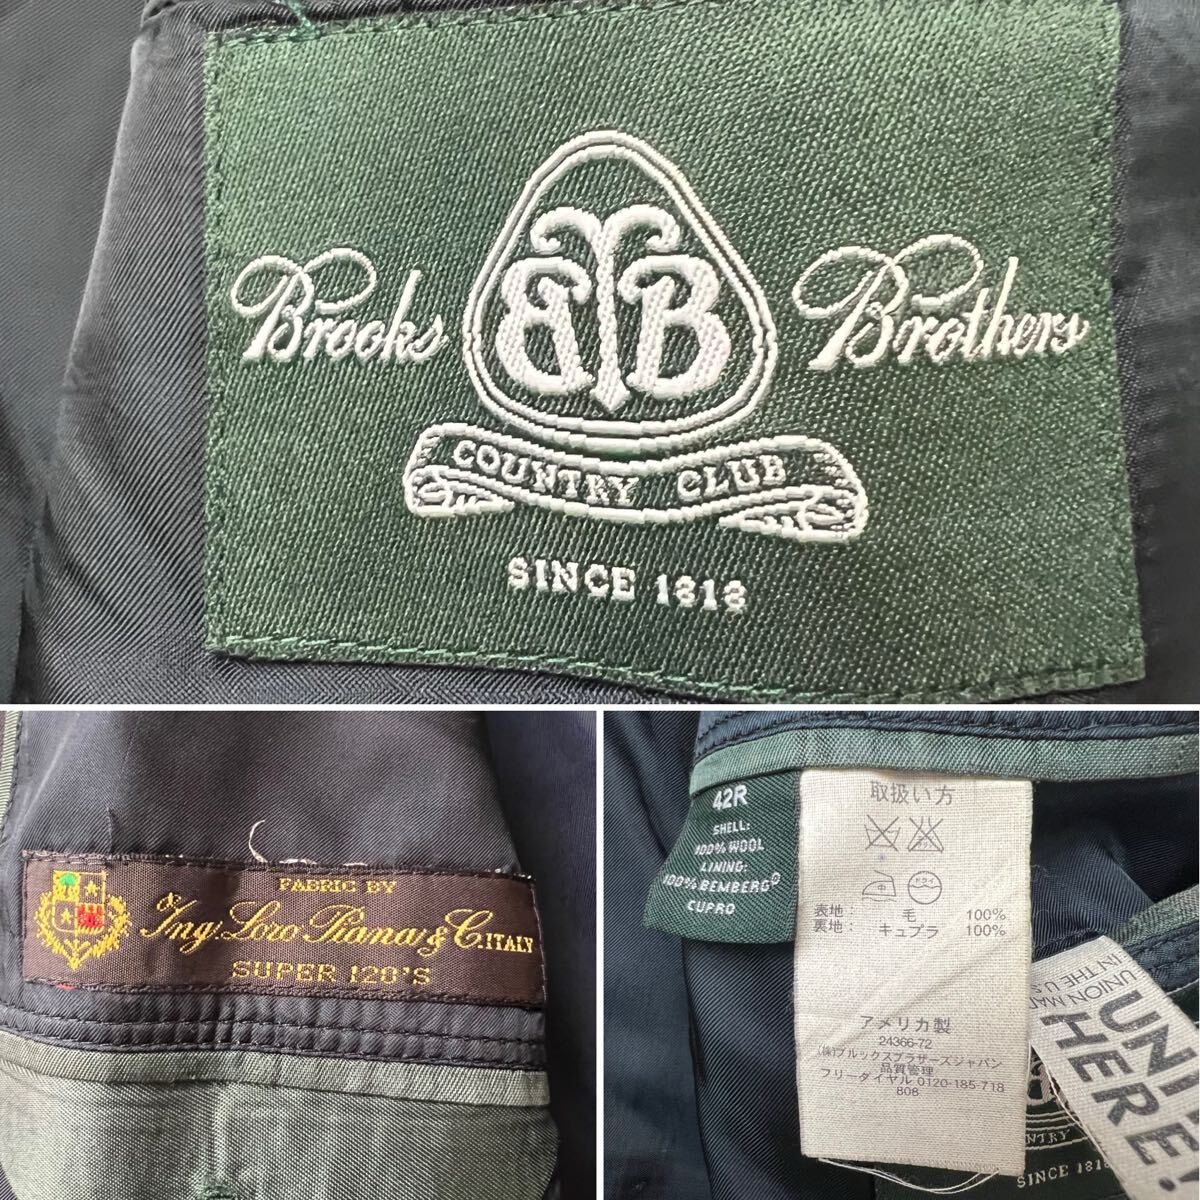 Brooks Brothers
BB
COUNTRY CLUB
SINCE 1818
FABRIC BY
Ing. Loro Piana & C. ITALY
SUPER 120'S
42R
SHELL:
100% WOOL
LINING:
100% BEMBERG®
CUPRO
取扱い方
ドライ
表地: 毛 100%
裏地: キュプラ 100%
アメリカ製
24366-72
(株)ブルックスブラザーズジャパン
品質管理
フリーダイヤル 0120-185-718
808
UNION MADE
IN THE U.S.
UNITE
HERE!
COUNTRY
SINCE 1818